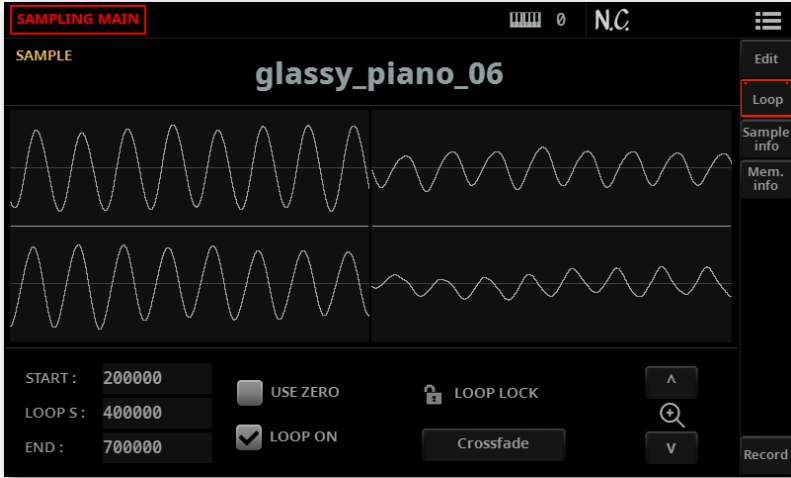 SAMPLING MAIN
0
N.C.
SAMPLE
glassy_piano_06
Edit
Loop
Sample
info
Mem.
info
START :
200000
LOOP S :
400000
END :
700000
USE ZERO
LOOP ON
LOOP LOCK
Crossfade
ʌ
v
Record